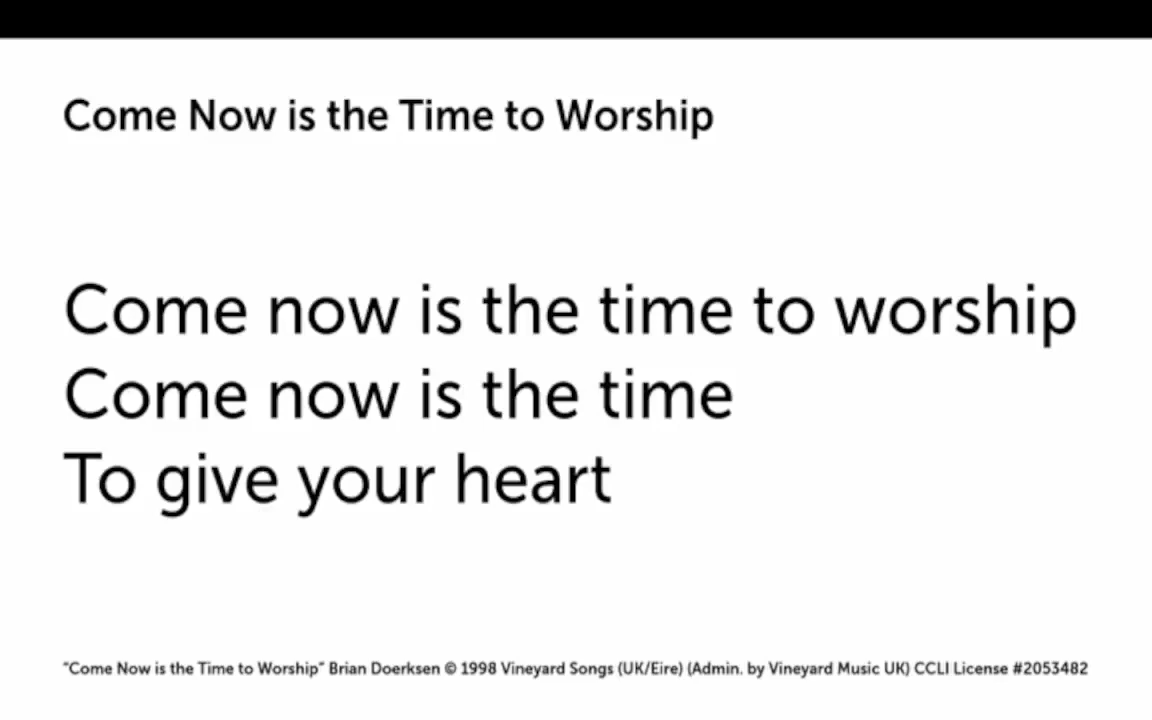 Come Now is the Time to Worship
Come now is the time to worship
Come now is the time
To give your heart
"Come Now is the Time to Worship" Brian Doerksen © 1998 Vineyard Songs (UK/Eire) (Admin. by Vineyard Music UK) CCLI License #2053482